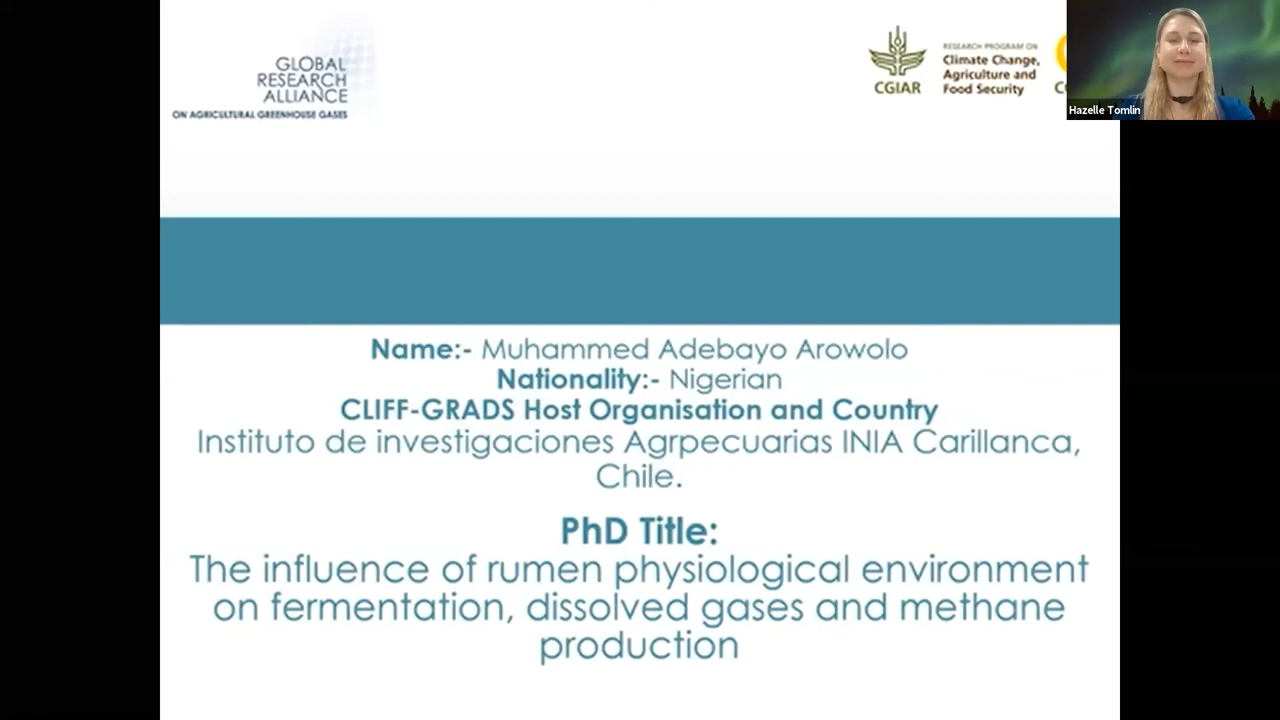 GLOBAL
RESEARCH
ALLIANCE
ON AGRICULTURAL GREENHOUSE GASES
CGIAR
RESEARCH PROGRAM ON
Climate Change,
Agriculture and
Food Security
Hazelle Tomlin
Name:- Muhammed Adebayo Arowolo
Nationality:- Nigerian
CLIFF-GRADS Host Organisation and Country
Instituto de investigaciones Agrpecuarias INIA Carillanca,
Chile.
PhD Title:
The influence of rumen physiological environment
on fermentation, dissolved gases and methane
production